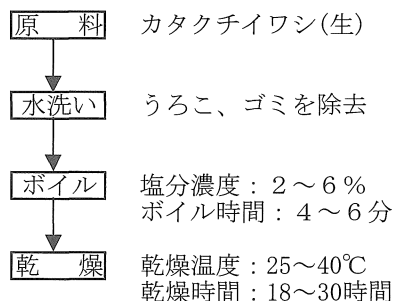 原　料　カタクチイワシ(生)
水洗い　うろこ、ゴミを除去
ボイル　塩分濃度：２～６%
ボイル時間：４～６分
乾　燥　乾燥温度：25～40℃
乾燥時間：18～30時間